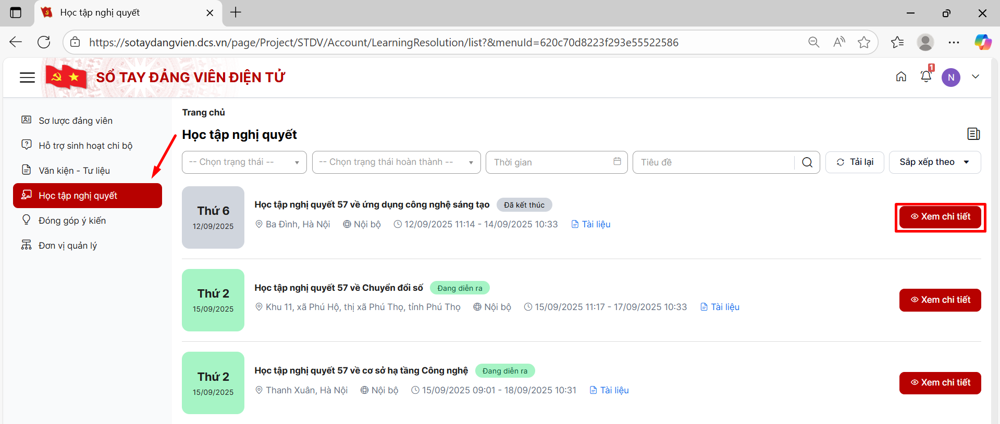 Học tập nghị quyết
https://sotaydangvien.dcs.vn/page/Project/STDV/Account/LearningResolution/list?&menuId=620c70d8223f293e55522586
SỔ TAY ĐẢNG VIÊN ĐIỆN TỬ
1
N
Sơ lược đảng viên
Hỗ trợ sinh hoạt chi bộ
Văn kiện - Tư liệu
Học tập nghị quyết
Đóng góp ý kiến
Đơn vị quản lý
Trang chủ
Học tập nghị quyết
-- Chọn trạng thái -- -- Chọn trạng thái hoàn thành -- Thời gian Tiêu đề Tải lại Sắp xếp theo
Thứ 6
12/09/2025
Học tập nghị quyết 57 về ứng dụng công nghệ sáng tạo Đã kết thúc
Ba Đình, Hà Nội Nội bộ 12/09/2025 11:14 - 14/09/2025 10:33 Tài liệu
Xem chi tiết
Thứ 2
15/09/2025
Học tập nghị quyết 57 về Chuyển đổi số Đang diễn ra
Khu 11, xã Phú Hộ, thị xã Phú Thọ, tỉnh Phú Thọ Nội bộ 15/09/2025 11:17 - 17/09/2025 10:33 Tài liệu
Xem chi tiết
Thứ 2
15/09/2025
Học tập nghị quyết 57 về cơ sở hạ tầng Công nghệ Đang diễn ra
Thanh Xuân, Hà Nội Nội bộ 15/09/2025 09:01 - 18/09/2025 10:31 Tài liệu
Xem chi tiết